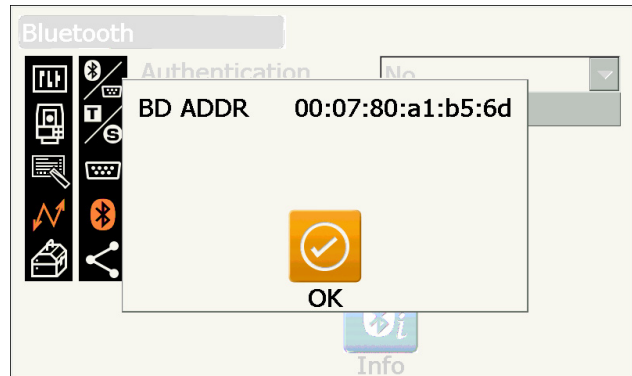 Bluetooth
Authentication No
BD ADDR 00:07:80:a1:b5:6d
T
S
OK
Info